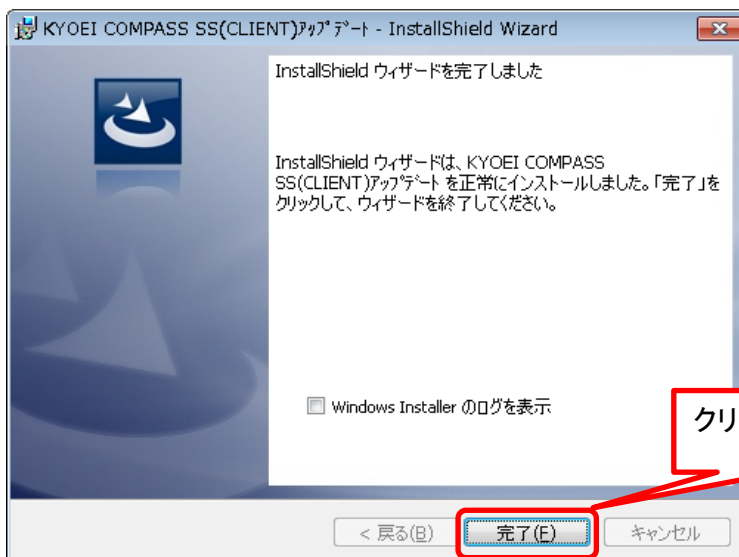 KYOEI COMPASS SS(CLIENT)ｱｯﾌﾟﾃﾞｰﾄ - InstallShield Wizard
InstallShield ウィザードを完了しました
InstallShield ウィザードは、KYOEI COMPASS
SS(CLIENT)ｱｯﾌﾟﾃﾞｰﾄ を正常にインストールしました。「完了」を
クリックして、ウィザードを終了してください。
Windows Installer のログを表示
クリ
< 戻る(B)
完了(F)
キャンセル